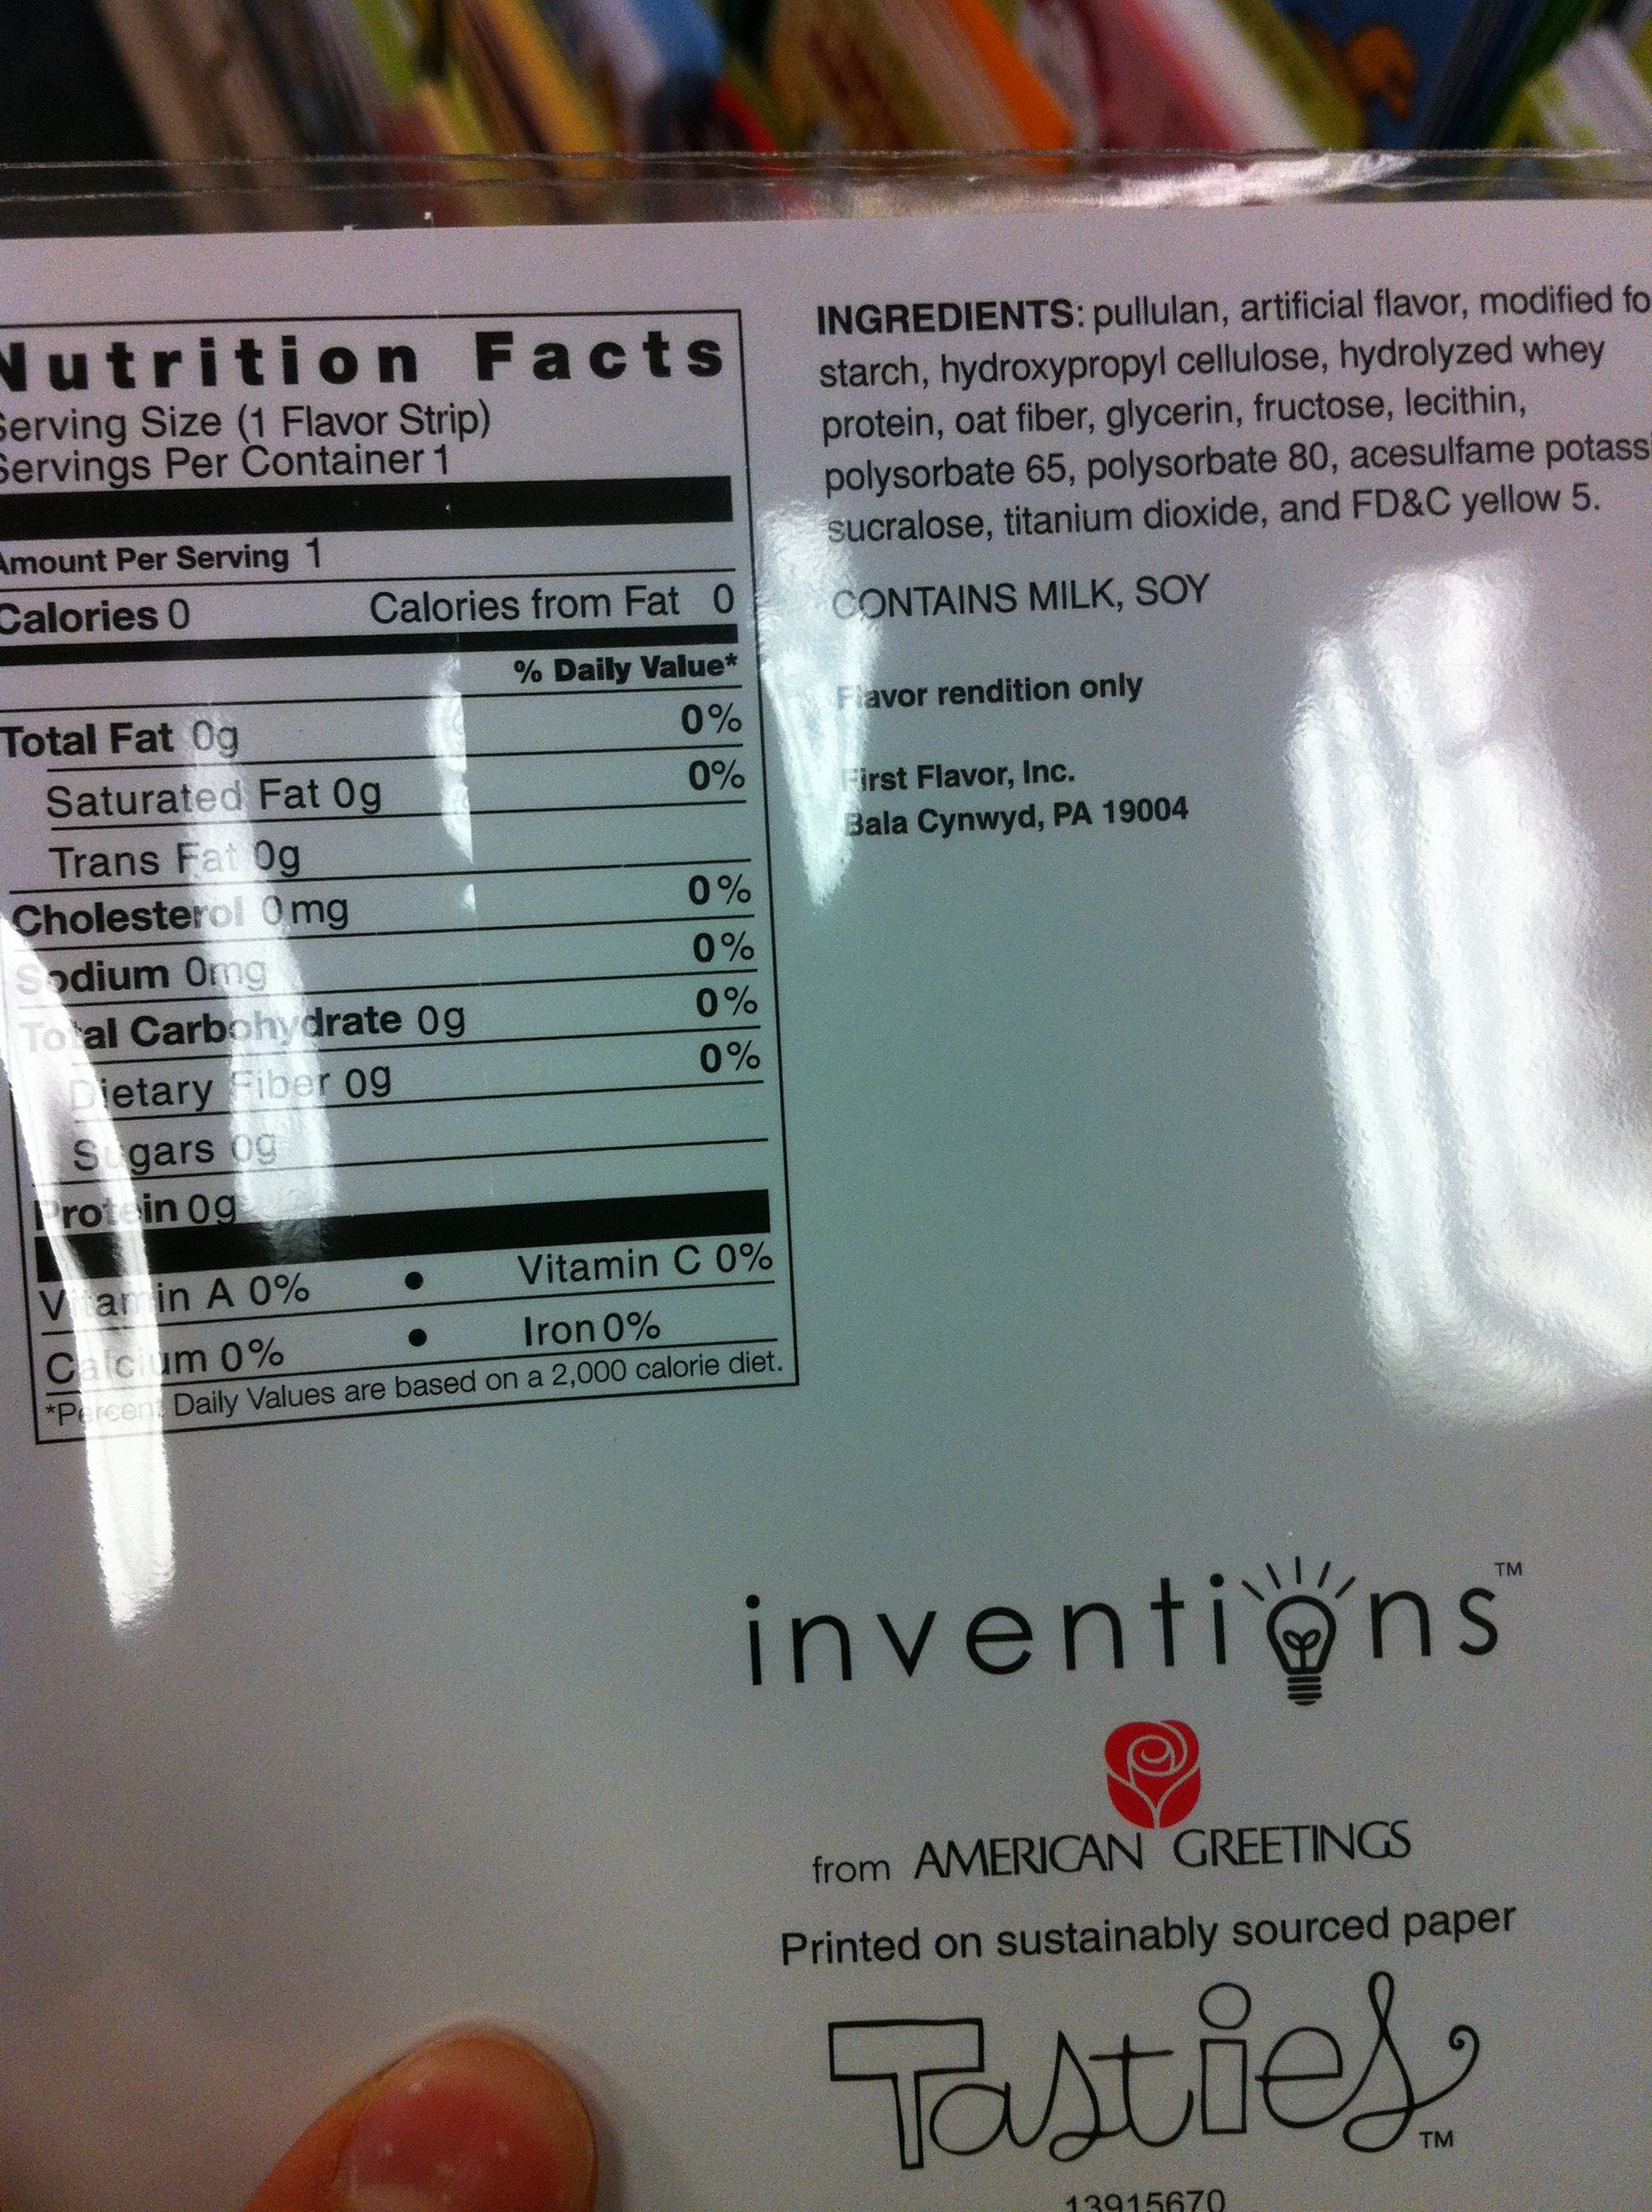 Nutrition Facts
Serving Size (1 Flavor Strip)
Servings Per Container 1
Amount Per Serving 1
Calories 0 Calories from Fat 0
% Daily Value*
Total Fat 0g 0%
Saturated Fat 0g 0%
Trans Fat 0g
Cholesterol 0mg 0%
Sodium 0mg 0%
Total Carbohydrate 0g 0%
Dietary Fiber 0g 0%
Sugars 0g
Protein 0g
Vitamin A 0% • Vitamin C 0%
Calcium 0% • Iron 0%
*Percent Daily Values are based on a 2,000 calorie diet.
INGREDIENTS: pullulan, artificial flavor, modified fo
starch, hydroxypropyl cellulose, hydrolyzed whey
protein, oat fiber, glycerin, fructose, lecithin,
polysorbate 65, polysorbate 80, acesulfame potass
sucralose, titanium dioxide, and FD&C yellow 5.
CONTAINS MILK, SOY
Flavor rendition only
First Flavor, Inc.
Bala Cynwyd, PA 19004
inventions™
from AMERICAN GREETINGS
Printed on sustainably sourced paper
Tasties™
13915670